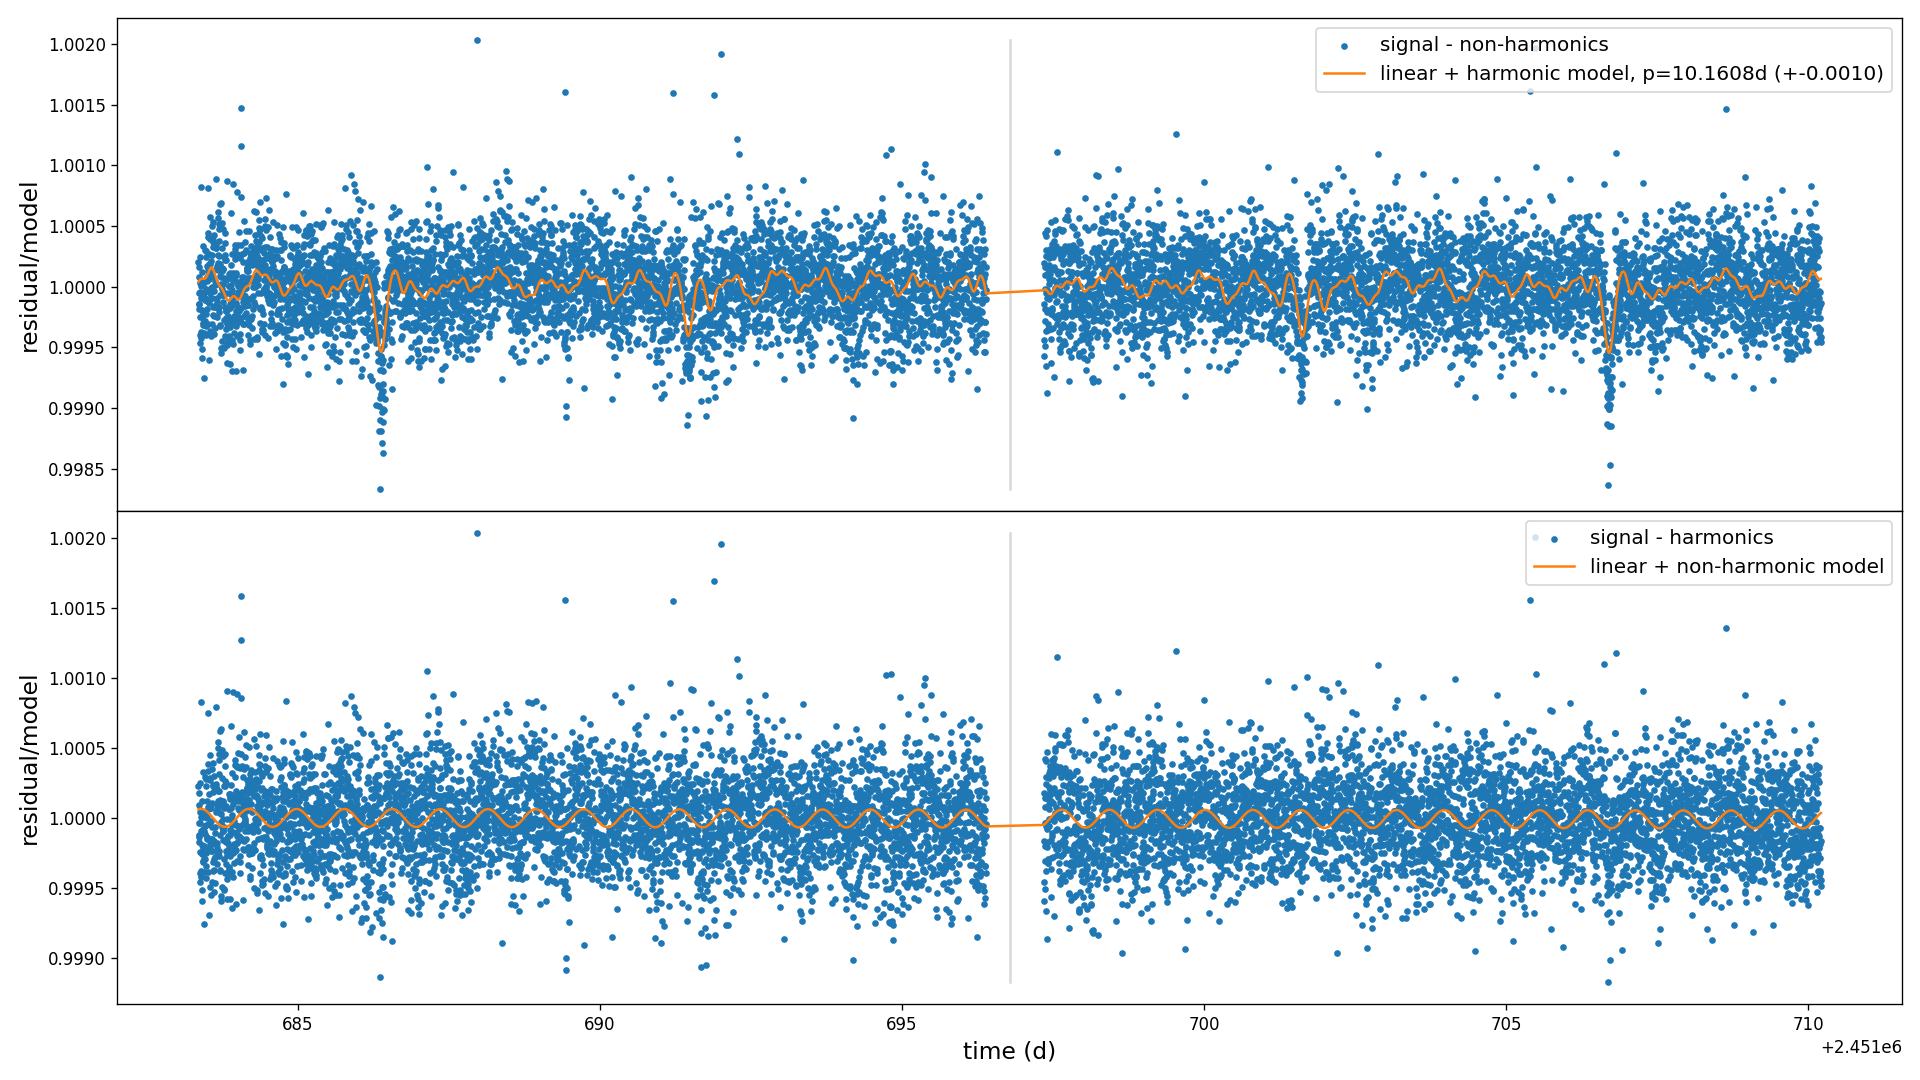 1.0020
1.0015
1.0010
1.0005
1.0000
0.9995
0.9990
0.9985
residual/model
signal - non-harmonics
linear + harmonic model, p=10.1608d (+-0.0010)
1.0020
1.0015
1.0010
1.0005
1.0000
0.9995
0.9990
residual/model
signal - harmonics
linear + non-harmonic model
685
690
695
700
705
710
time (d)
+2.451e6